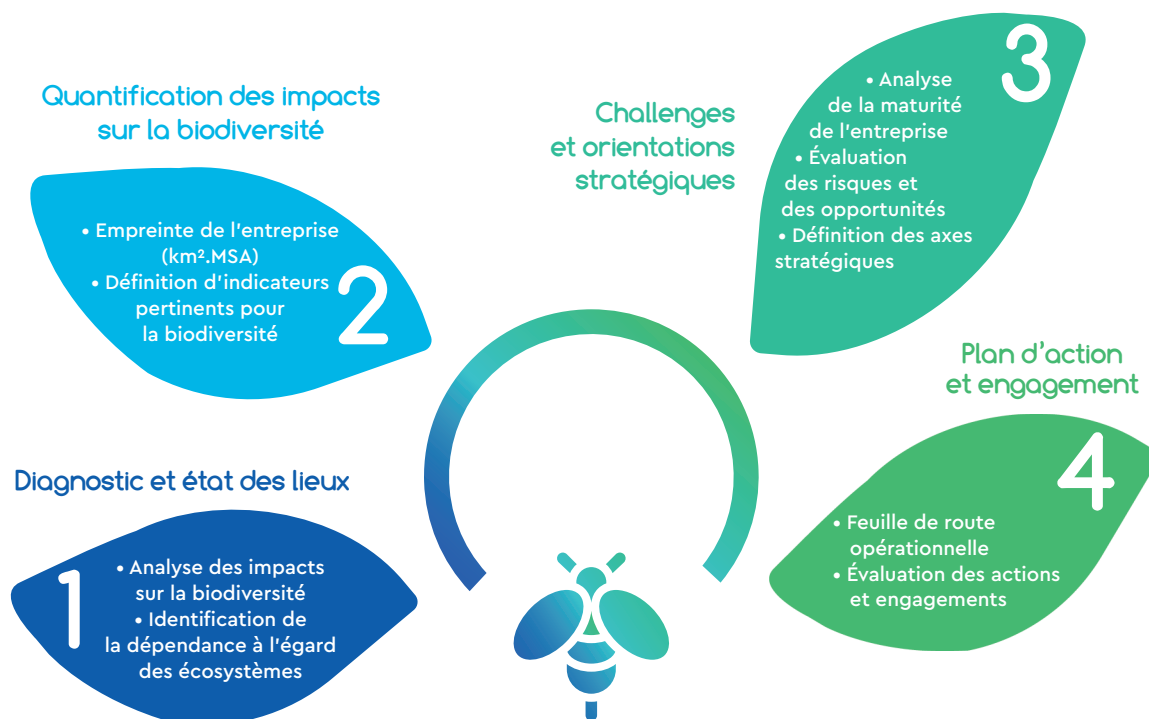 Diagnostic et état des lieux
1
• Analyse des impacts
sur la biodiversité
• Identification de
la dépendance à l'égard
des écosystèmes
Quantification des impacts
sur la biodiversité
2
• Empreinte de l'entreprise
(km².MSA)
• Définition d'indicateurs
pertinents pour
la biodiversité
Challenges
et orientations
stratégiques
3
• Analyse
de la maturité
de l'entreprise
• Évaluation
des risques et
des opportunités
• Définition des axes
stratégiques
Plan d'action
et engagement
4
• Feuille de route
opérationnelle
• Évaluation des actions
et engagements